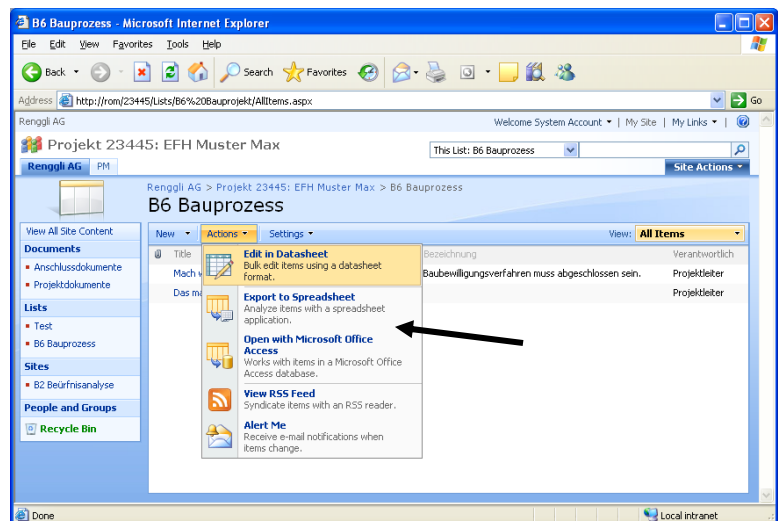 B6 Bauprozess - Microsoft Internet Explorer
File Edit View Favorites Tools Help
Back Search Favorites
Address http://rom/23445/Lists/B6%20Bauprojekt/AllItems.aspx Go
Renggli AG Welcome System Account | My Site | My Links |
Projekt 23445: EFH Muster Max This List: B6 Bauprozess
Renggli AG PM Site Actions
Renggli AG > Projekt 23445: EFH Muster Max > B6 Bauprozess
B6 Bauprozess
View All Site Content
Documents
Anschlussdokumente
Projektdokumente
Lists
Test
B6 Bauprozess
Sites
B2 Beürfnisanalyse
People and Groups
Recycle Bin
New Actions Settings View: All Items
Title Bezeichnung Verantwortlich
Mach Baubewilligungsverfahren muss abgeschlossen sein. Projektleiter
Das Projektleiter
Edit in Datasheet
Bulk edit items using a datasheet
format.
Export to Spreadsheet
Analyze items with a spreadsheet
application.
Open with Microsoft Office
Access
Works with items in a Microsoft Office
Access database.
View RSS Feed
Syndicate items with an RSS reader.
Alert Me
Receive e-mail notifications when
items change.
Done Local intranet